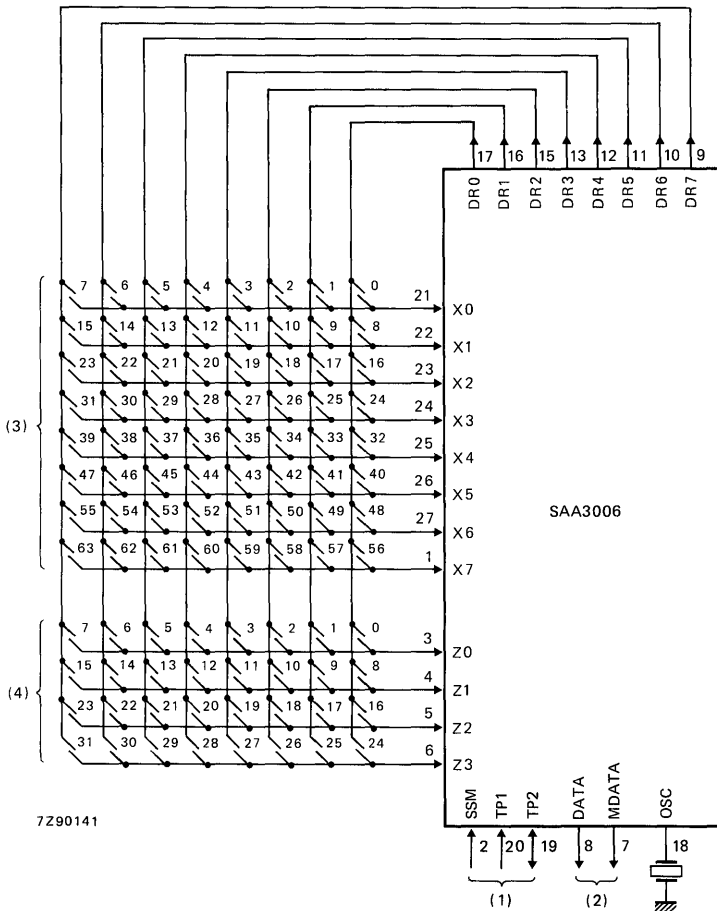 17 16 15 13 12 11 10 9
DR0 DR1 DR2 DR3 DR4 DR5 DR6 DR7
7 6 5 4 3 2 1 0 21 X0
15 14 13 12 11 10 9 8 22 X1
23 22 21 20 19 18 17 16 23 X2
31 30 29 28 27 26 25 24 24 X3
(3)
39 38 37 36 35 34 33 32 25 X4
47 46 45 44 43 42 41 40 26 X5
55 54 53 52 51 50 49 48 27 X6
SAA3006
63 62 61 60 59 58 57 56 1 X7
7 6 5 4 3 2 1 0 3 Z0
15 14 13 12 11 10 9 8 4 Z1
(4)
23 22 21 20 19 18 17 16 5 Z2
31 30 29 28 27 26 25 24 6 Z3
SSM TP1 TP2 DATA MDATA OSC
7Z90141
2 20 19 8 7 18
(1) (2)